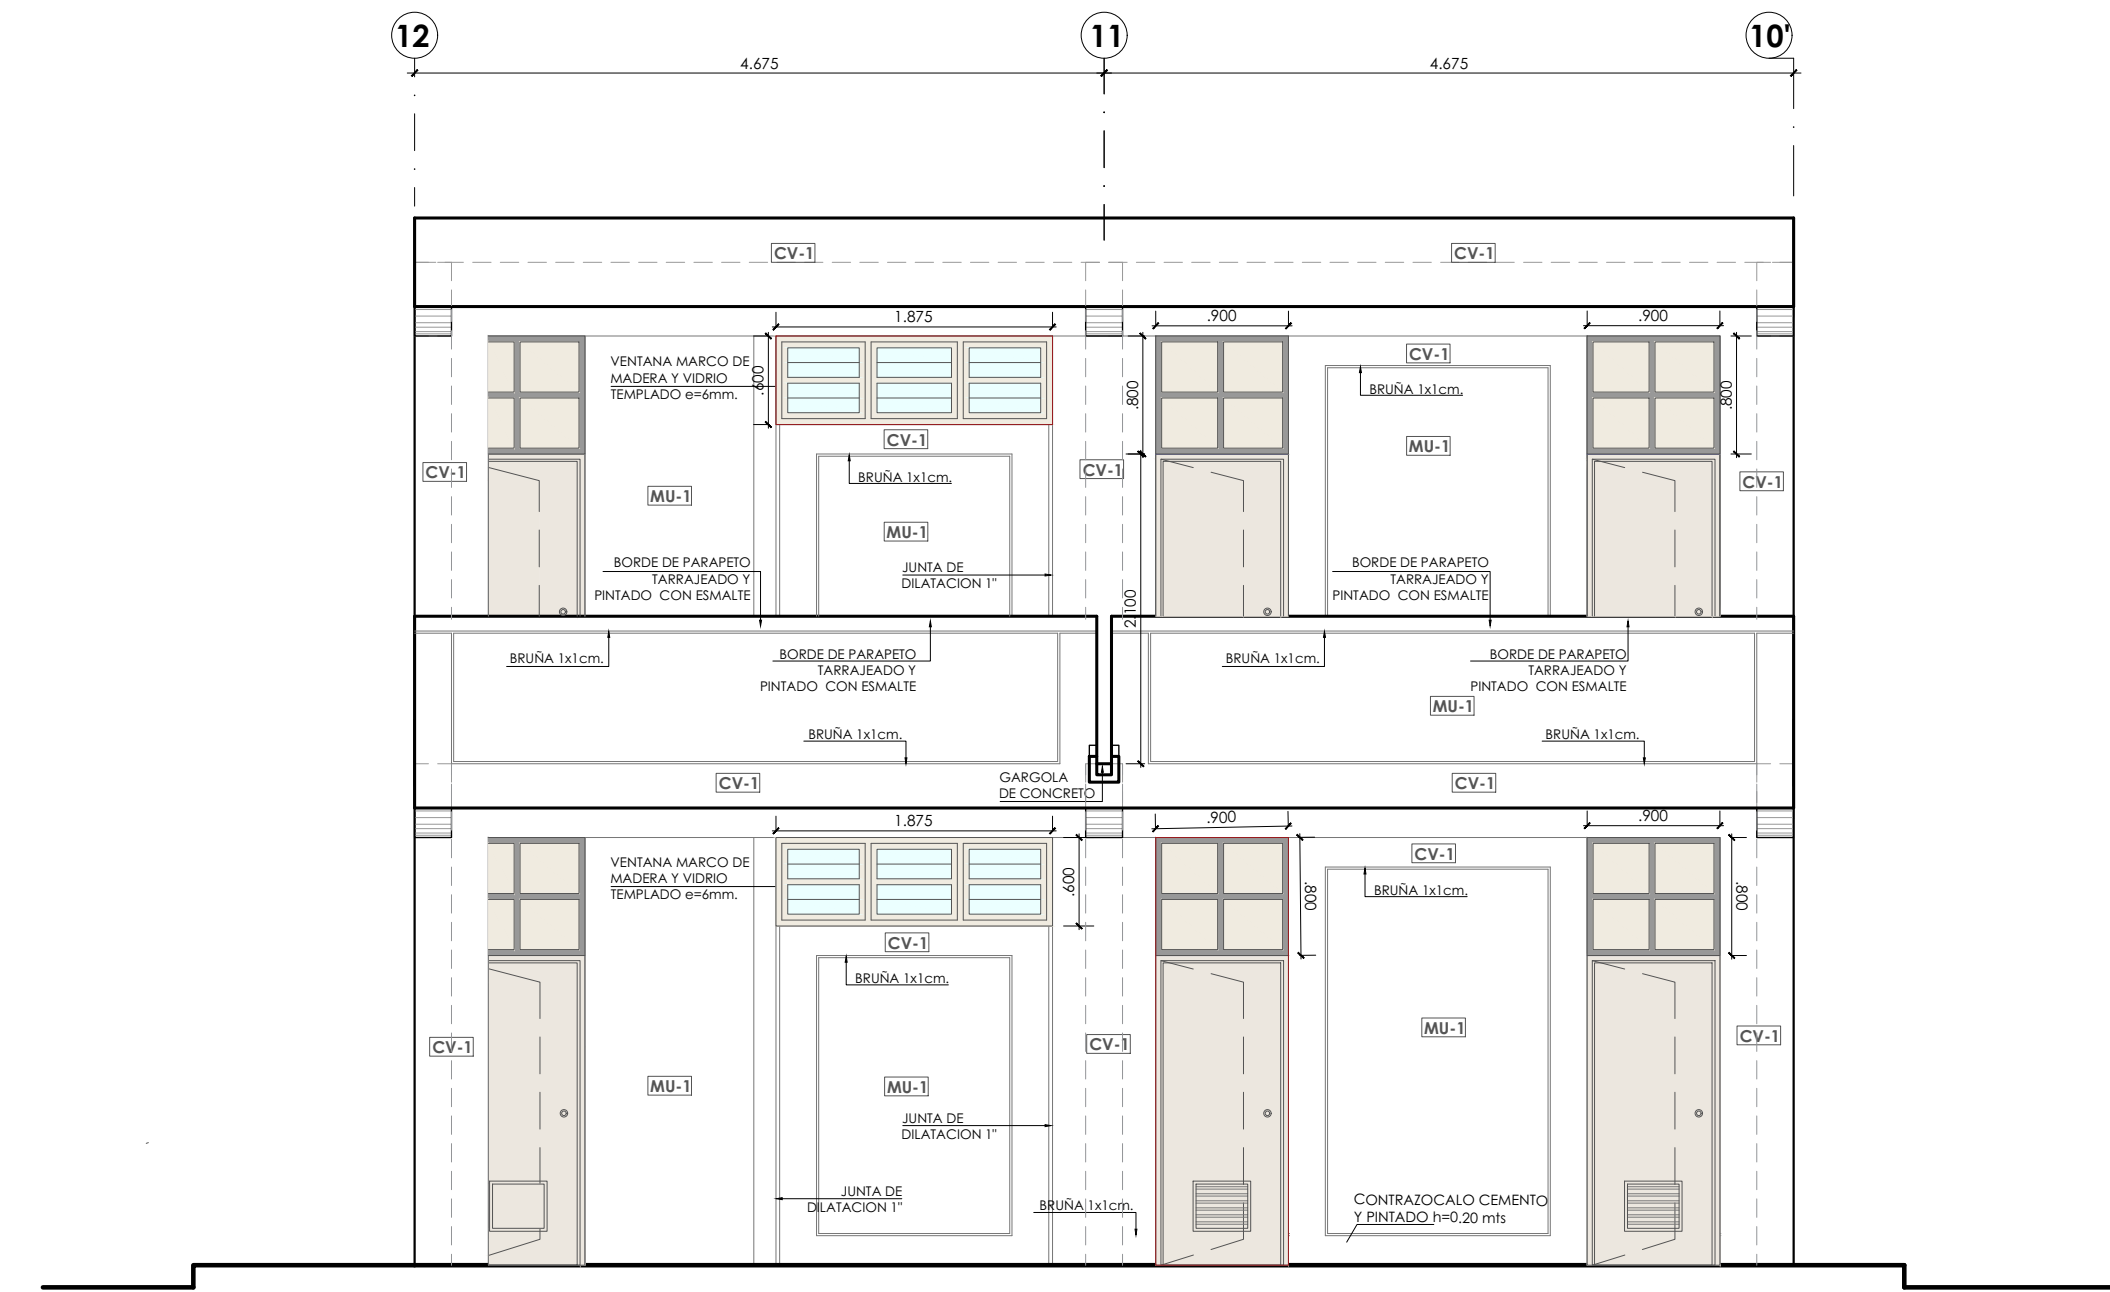 12
11
10'
4.675
4.675
CV-1
CV-1
1.875
.900
.900
VENTANA MARCO DE
MADERA Y VIDRIO
TEMPLADO e=6mm.
.600
CV-1
BRUÑA 1x1cm.
.800
.800
CV-1
BRUÑA 1x1cm.
MU-1
CV-1
CV-1
CV-1
MU-1
MU-1
BORDE DE PARAPETO
TARRAJEADO Y
PINTADO CON ESMALTE
JUNTA DE
DILATACION 1"
BORDE DE PARAPETO
TARRAJEADO Y
PINTADO CON ESMALTE
2.100
BRUÑA 1x1cm.
BORDE DE PARAPETO
TARRAJEADO Y
PINTADO CON ESMALTE
BRUÑA 1x1cm.
BORDE DE PARAPETO
TARRAJEADO Y
PINTADO CON ESMALTE
MU-1
BRUÑA 1x1cm.
BRUÑA 1x1cm.
CV-1
GARGOLA
DE CONCRETO
CV-1
1.875
.900
.900
VENTANA MARCO DE
MADERA Y VIDRIO
TEMPLADO e=6mm.
.600
CV-1
BRUÑA 1x1cm.
.800
.800
CV-1
BRUÑA 1x1cm.
CV-1
CV-1
MU-1
CV-1
MU-1
MU-1
JUNTA DE
DILATACION 1"
JUNTA DE
DILATACION 1"
BRUÑA 1x1cm.
CONTRAZOCALO CEMENTO
Y PINTADO h=0.20 mts